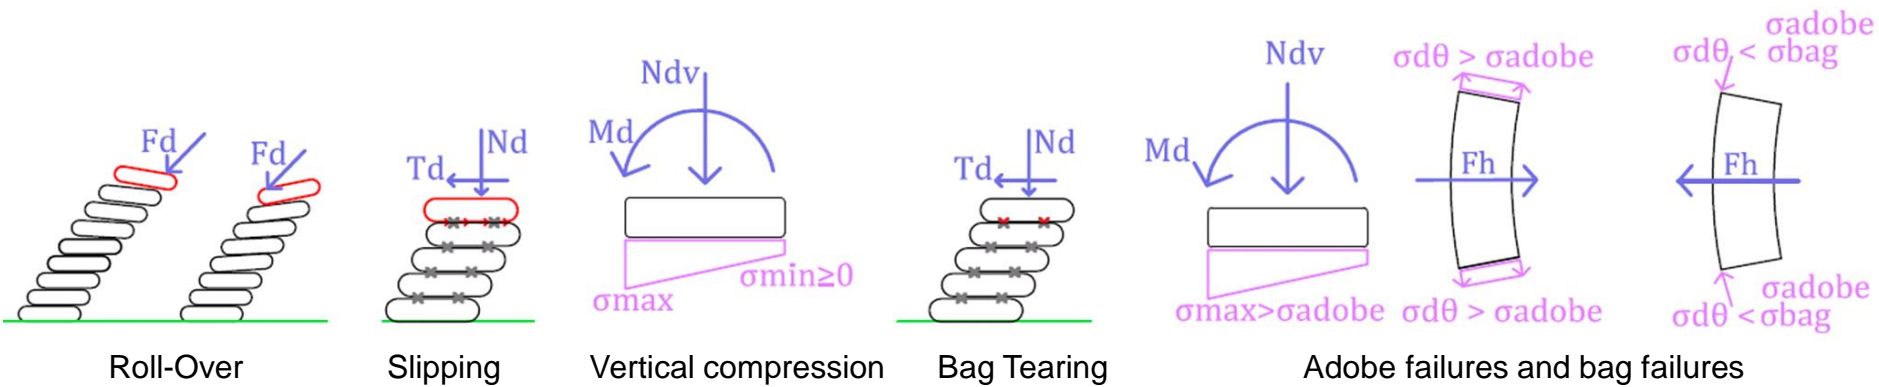 Fd
Fd
Td
Nd
Ndv
Md
σmax
σmin≥0
Td
Nd
Ndv
Md
σmax>σadobe
σdθ > σadobe
Fh
σdθ > σadobe
σadobe
σdθ < σbag
Fh
σadobe
σdθ <σbag
Roll-Over
Slipping
Vertical compression
Bag Tearing
Adobe failures and bag failures